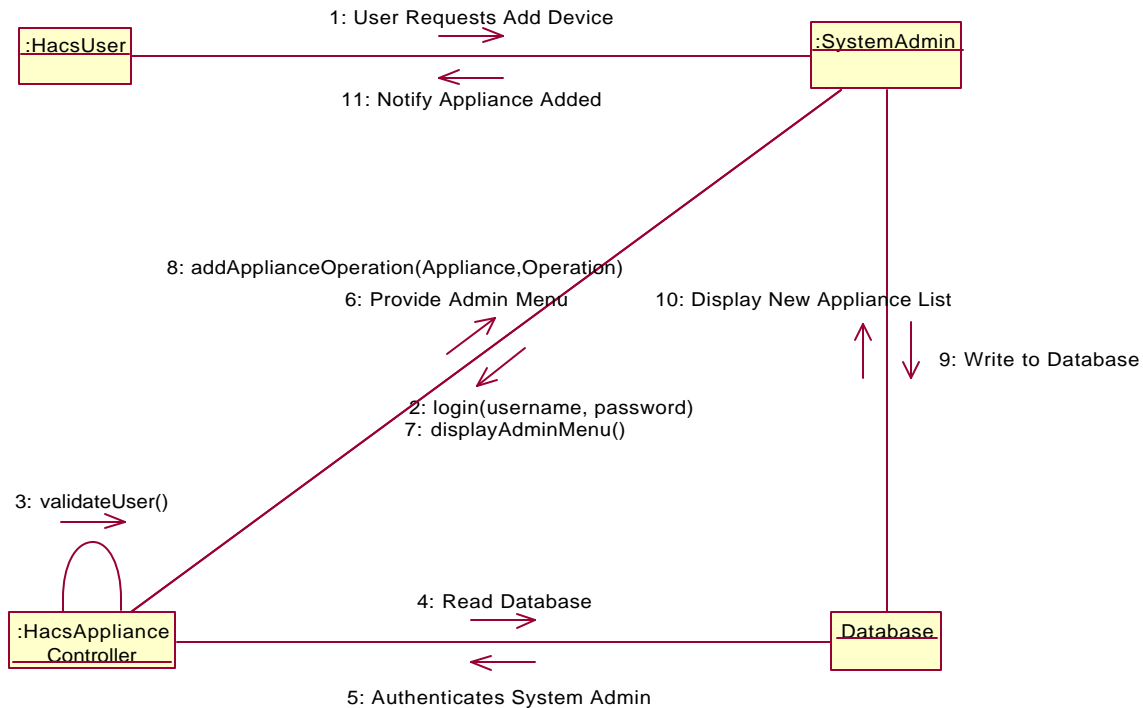 1: User Requests Add Device
:HacsUser
:SystemAdmin
11: Notify Appliance Added
8: addApplianceOperation(Appliance,Operation)
6: Provide Admin Menu
10: Display New Appliance List
9: Write to Database
2: login(username, password)
7: displayAdminMenu()
3: validateUser()
4: Read Database
:HacsAppliance
Controller
Database
5: Authenticates System Admin